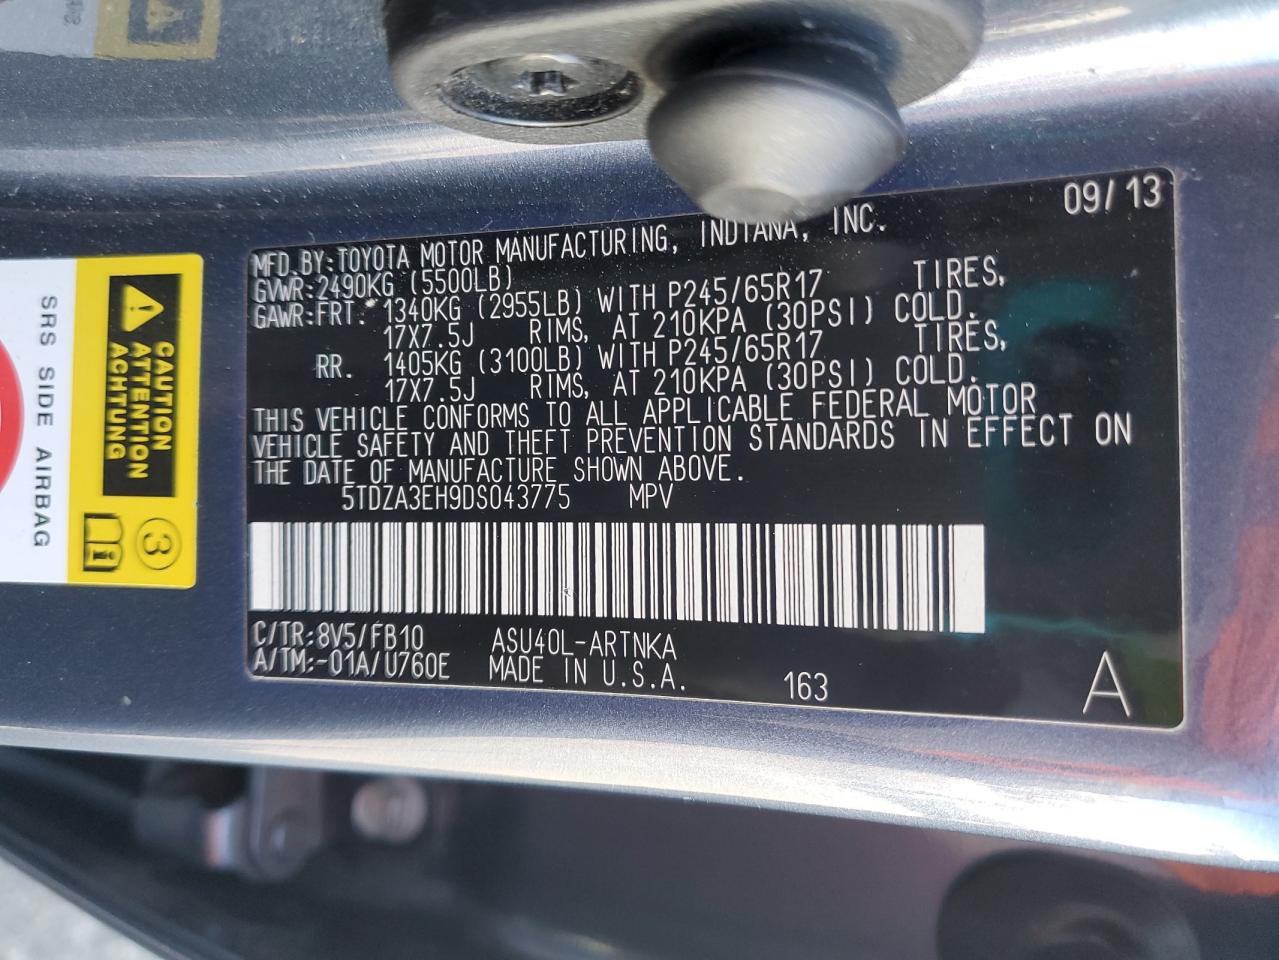 09/13
MFD.BY:TOYOTA MOTOR MANUFACTURING, INDIANA, INC.
GVWR:2490KG (5500LB)
GAWR:FRT. 1340KG (2955LB) WITH P245/65R17 TIRES,
17X7.5J RIMS, AT 210KPA (30PSI) COLD.
RR. 1405KG (3100LB) WITH P245/65R17 TIRES,
17X7.5J RIMS, AT 210KPA (30PSI) COLD.
THIS VEHICLE CONFORMS TO ALL APPLICABLE FEDERAL MOTOR
VEHICLE SAFETY AND THEFT PREVENTION STANDARDS IN EFFECT ON
THE DATE OF MANUFACTURE SHOWN ABOVE.
5TDZA3EH9DS043775 MPV
C/TR:8V5/FB10 ASU40L-ARTNKA
A/TM:-01A/U760E MADE IN U.S.A. 163
A
CAUTION
ATTENTION
ACHTUNG
3
SRS SIDE AIRBAG